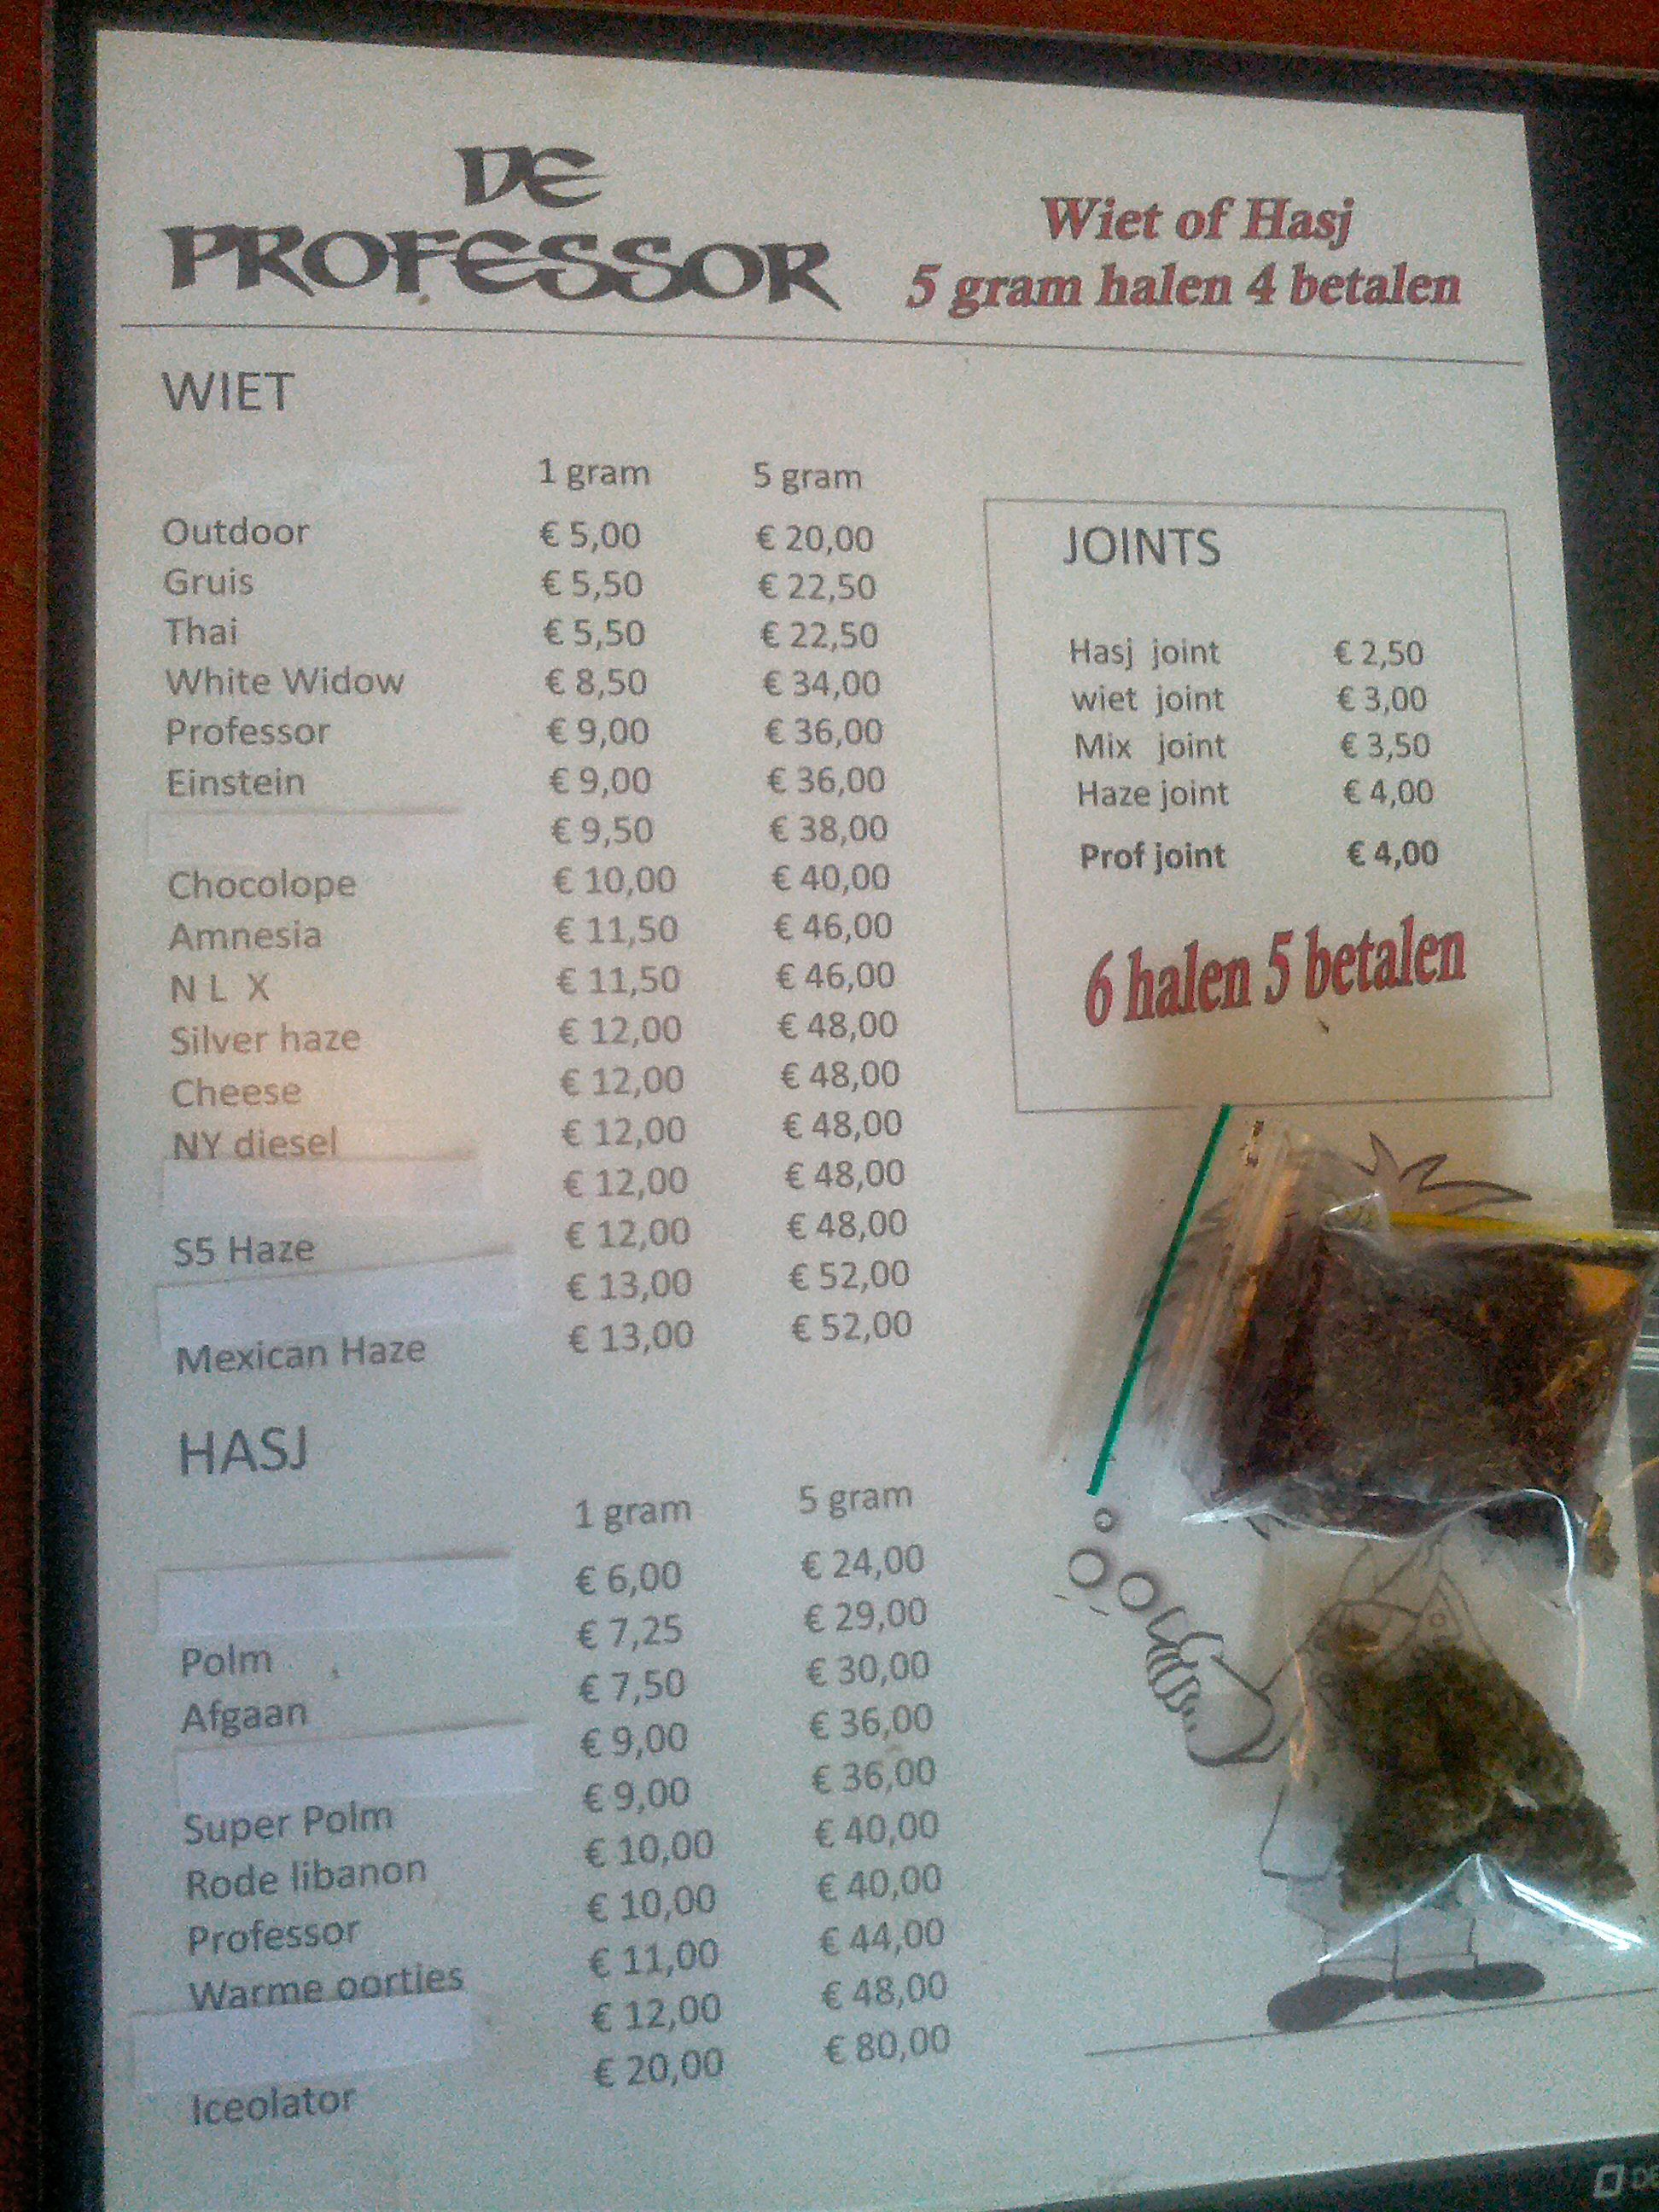 DE
PROFESSOR
Wiet of Hasj
5 gram halen 4 betalen
WIET
1 gram 5 gram
Outdoor € 5,00 € 20,00
Gruis € 5,50 € 22,50
Thai € 5,50 € 22,50
White Widow € 8,50 € 34,00
Professor € 9,00 € 36,00
Einstein € 9,00 € 36,00
€ 9,50 € 38,00
Chocolope € 10,00 € 40,00
Amnesia € 11,50 € 46,00
N L X € 11,50 € 46,00
Silver haze € 12,00 € 48,00
Cheese € 12,00 € 48,00
NY diesel € 12,00 € 48,00
€ 12,00 € 48,00
S5 Haze € 12,00 € 48,00
€ 13,00 € 52,00
Mexican Haze € 13,00 € 52,00
JOINTS
Hasj joint € 2,50
wiet joint € 3,00
Mix joint € 3,50
Haze joint € 4,00
Prof joint € 4,00
6 halen 5 betalen
HASJ
1 gram 5 gram
€ 6,00 € 24,00
Polm € 7,25 € 29,00
Afgaan € 7,50 € 30,00
€ 9,00 € 36,00
Super Polm € 9,00 € 36,00
Rode libanon € 10,00 € 40,00
Professor € 10,00 € 40,00
Warme oorties € 11,00 € 44,00
€ 12,00 € 48,00
Iceolator € 20,00 € 80,00